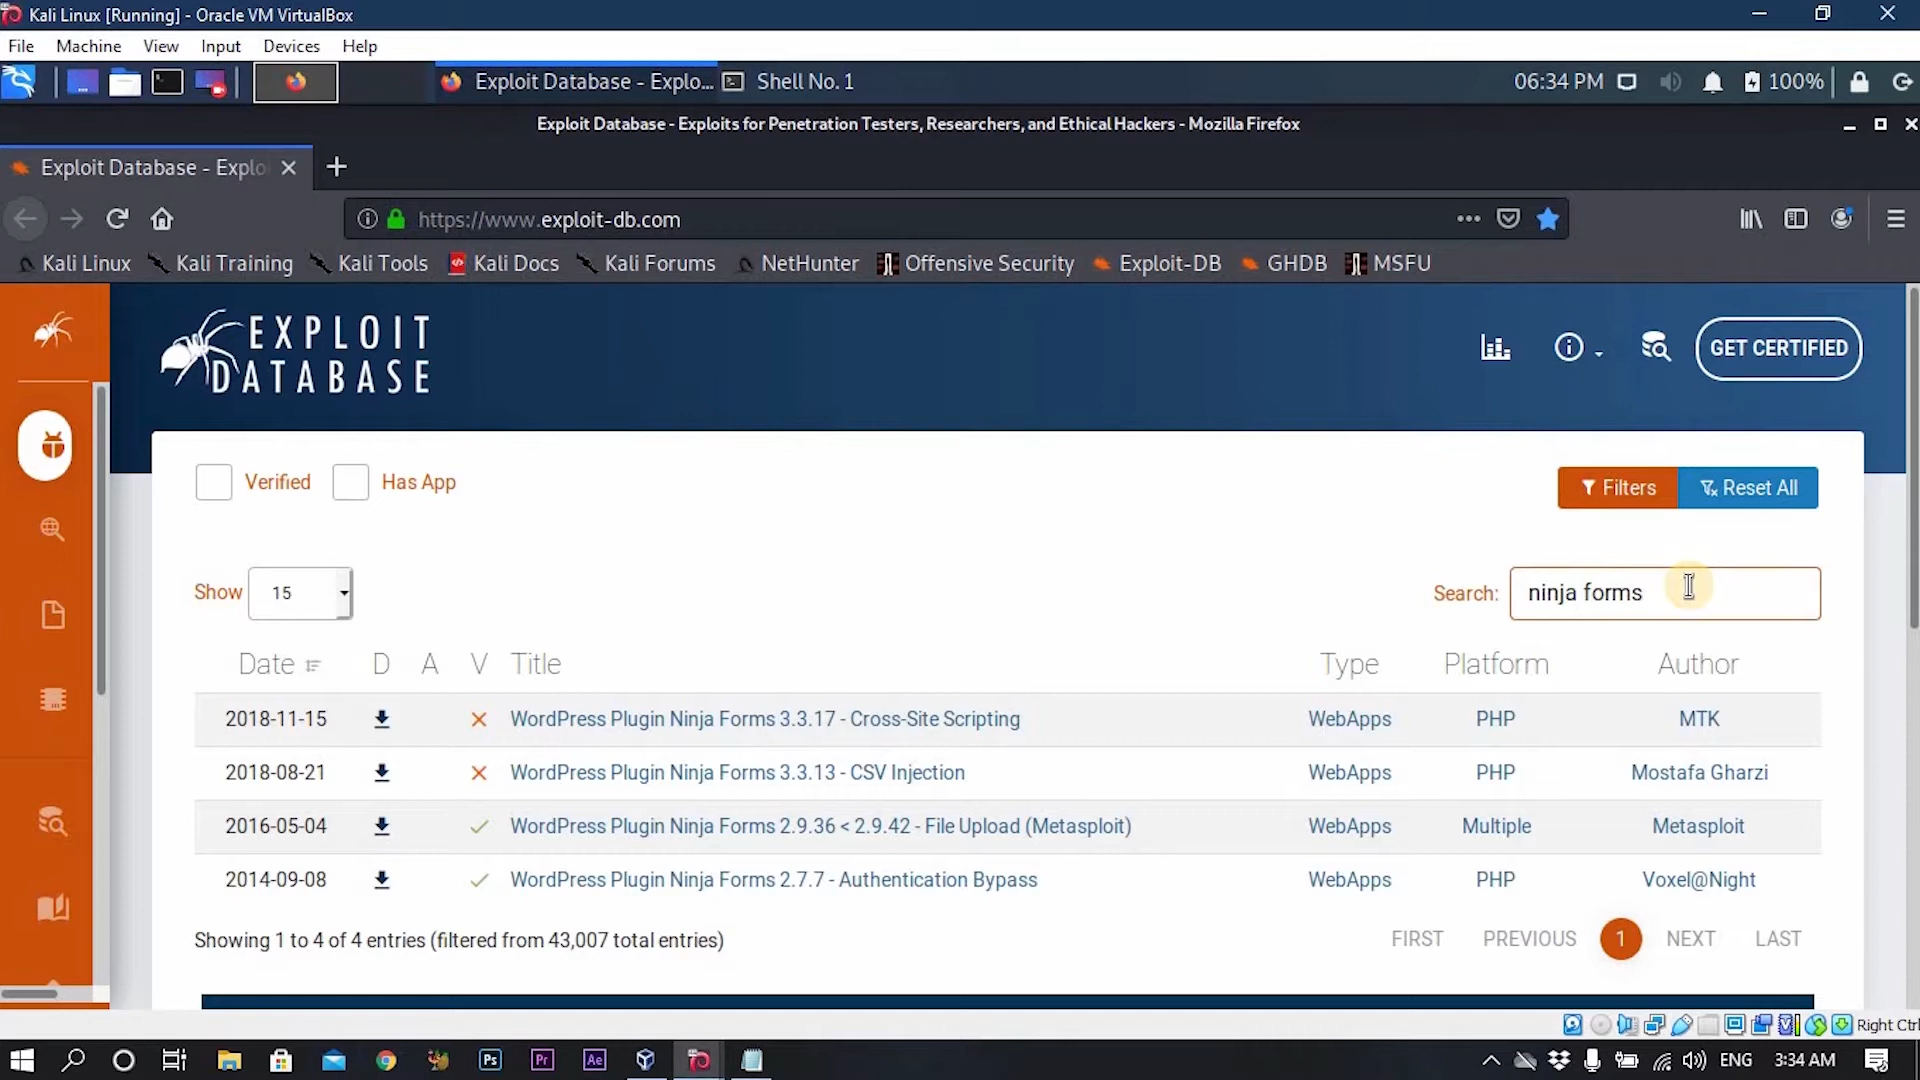 Kali Linux [Running] - Oracle VM VirtualBox
File Machine View Input Devices Help
Exploit Database - Explo... Shell No. 1 06:34 PM 100%
Exploit Database - Exploits for Penetration Testers, Researchers, and Ethical Hackers - Mozilla Firefox
Exploit Database - Explo
https://www.exploit-db.com
Kali Linux Kali Training Kali Tools Kali Docs Kali Forums NetHunter Offensive Security Exploit-DB GHDB MSFU
EXPLOIT
DATABASE
GET CERTIFIED
Verified Has App
Filters Reset All
Show 15
Search: ninja forms
Date D A V Title Type Platform Author
2018-11-15 WordPress Plugin Ninja Forms 3.3.17 - Cross-Site Scripting WebApps PHP MTK
2018-08-21 WordPress Plugin Ninja Forms 3.3.13 - CSV Injection WebApps PHP Mostafa Gharzi
2016-05-04 WordPress Plugin Ninja Forms 2.9.36 < 2.9.42 - File Upload (Metasploit) WebApps Multiple Metasploit
2014-09-08 WordPress Plugin Ninja Forms 2.7.7 - Authentication Bypass WebApps PHP Voxel@Night
Showing 1 to 4 of 4 entries (filtered from 43,007 total entries)
FIRST PREVIOUS 1 NEXT LAST
Right Ctrl
Ps Pr Ae ENG 3:34 AM